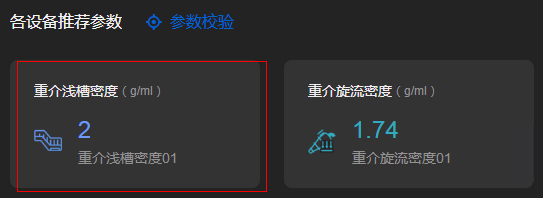 各设备推荐参数 参数校验
重介浅槽密度（g/ml） 重介旋流密度（g/ml）
2 1.74
重介浅槽密度01 重介旋流密度01